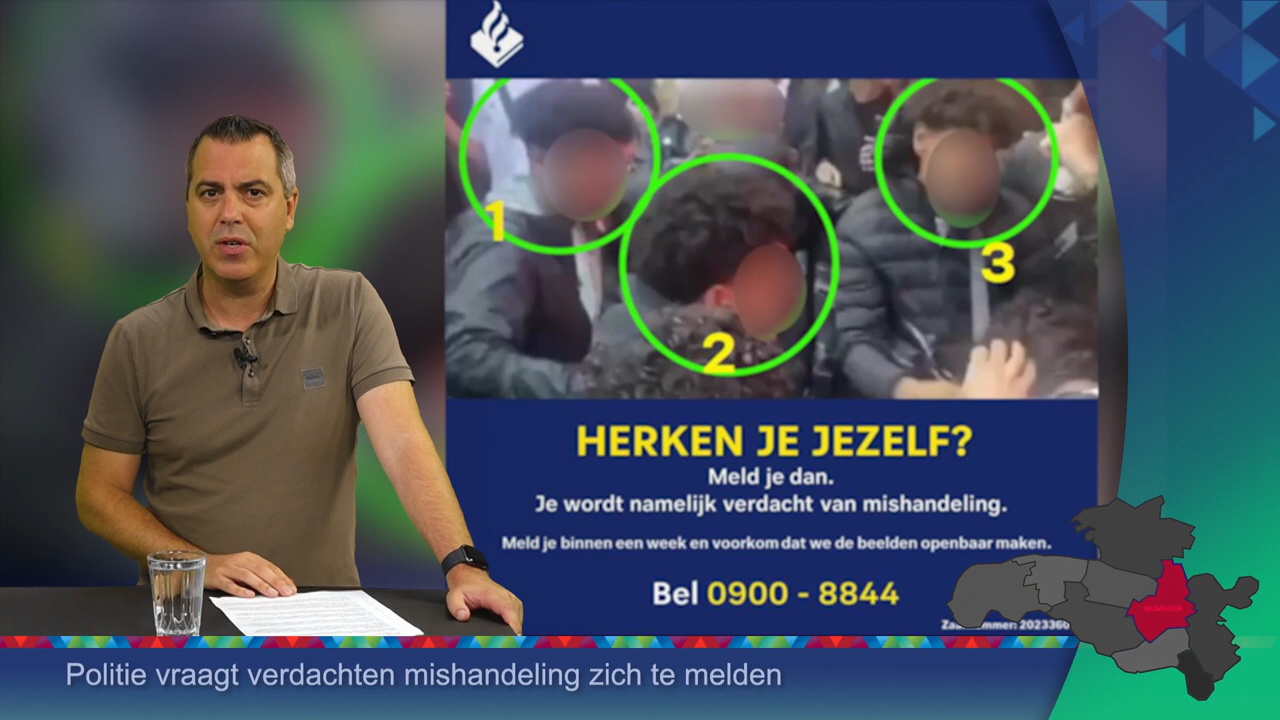 1
2
3
HERKEN JE JEZELF?
Meld je dan.
Je wordt namelijk verdacht van mishandeling.
Meld je binnen een week en voorkom dat we de beelden openbaar maken.
Bel 0900 - 8844
2023360
NIJMEGEN
Politie vraagt verdachten mishandeling zich te melden